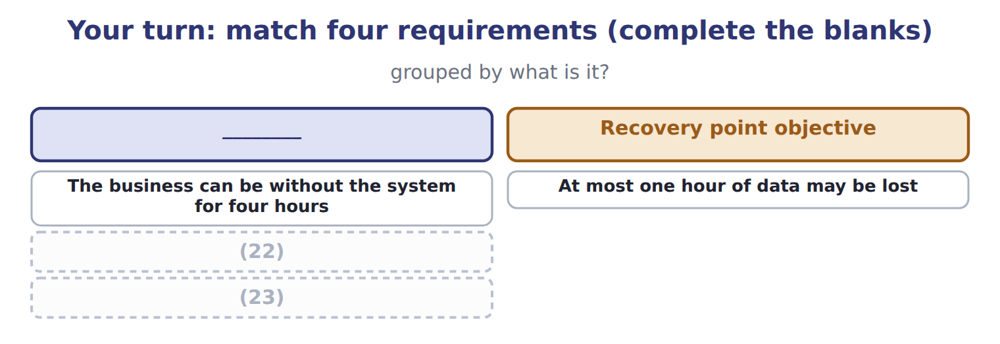 Your turn: match four requirements (complete the blanks)
grouped by what is it?
________
Recovery point objective
The business can be without the system
for four hours
At most one hour of data may be lost
(22)
(23)